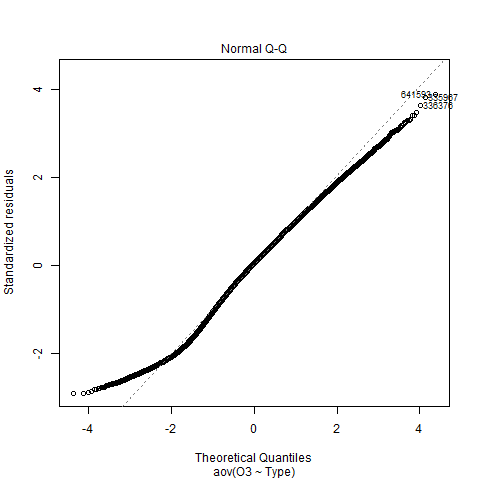 Normal Q-Q
Standardized residuals
4
2
0
-2
336376
-4
-2
0
2
4
Theoretical Quantiles
aov(O3 ~ Type)